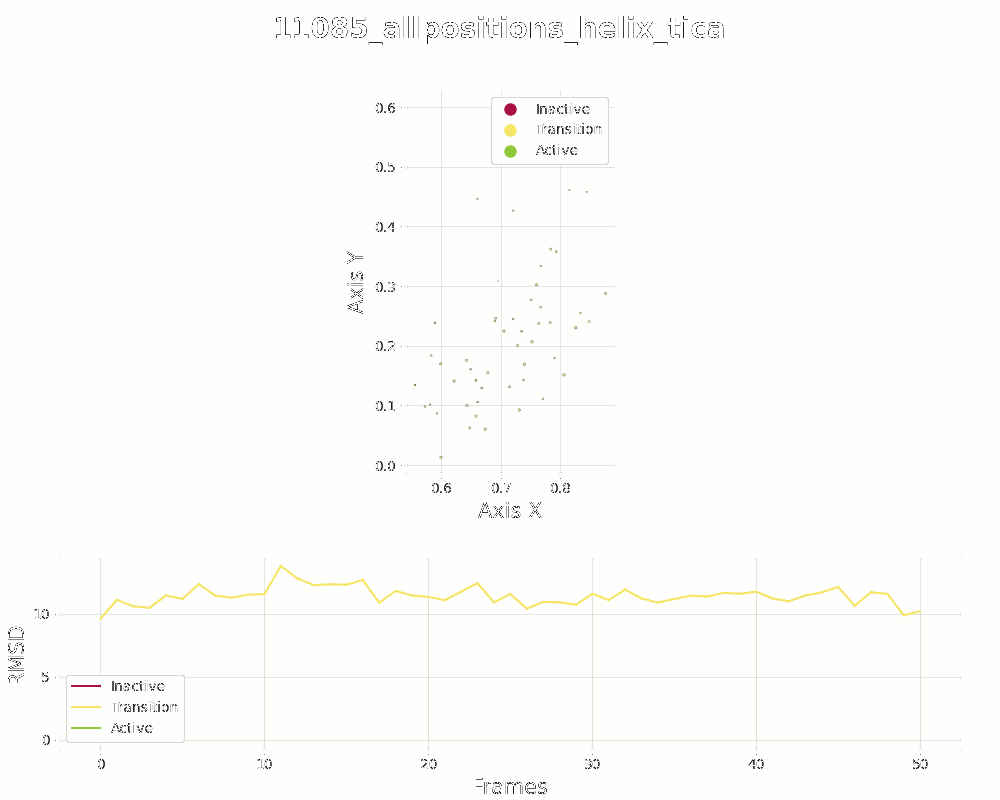 11085_allpositions_helix_tica
Inactive
Transition
Active
0.6
0.5
0.4
0.3
0.2
0.1
0.0
Axis Y
0.6 0.7 0.8
Axis X
10
5
0
RMSD
Inactive
Transition
Active
0 10 20 30 40 50
Frames